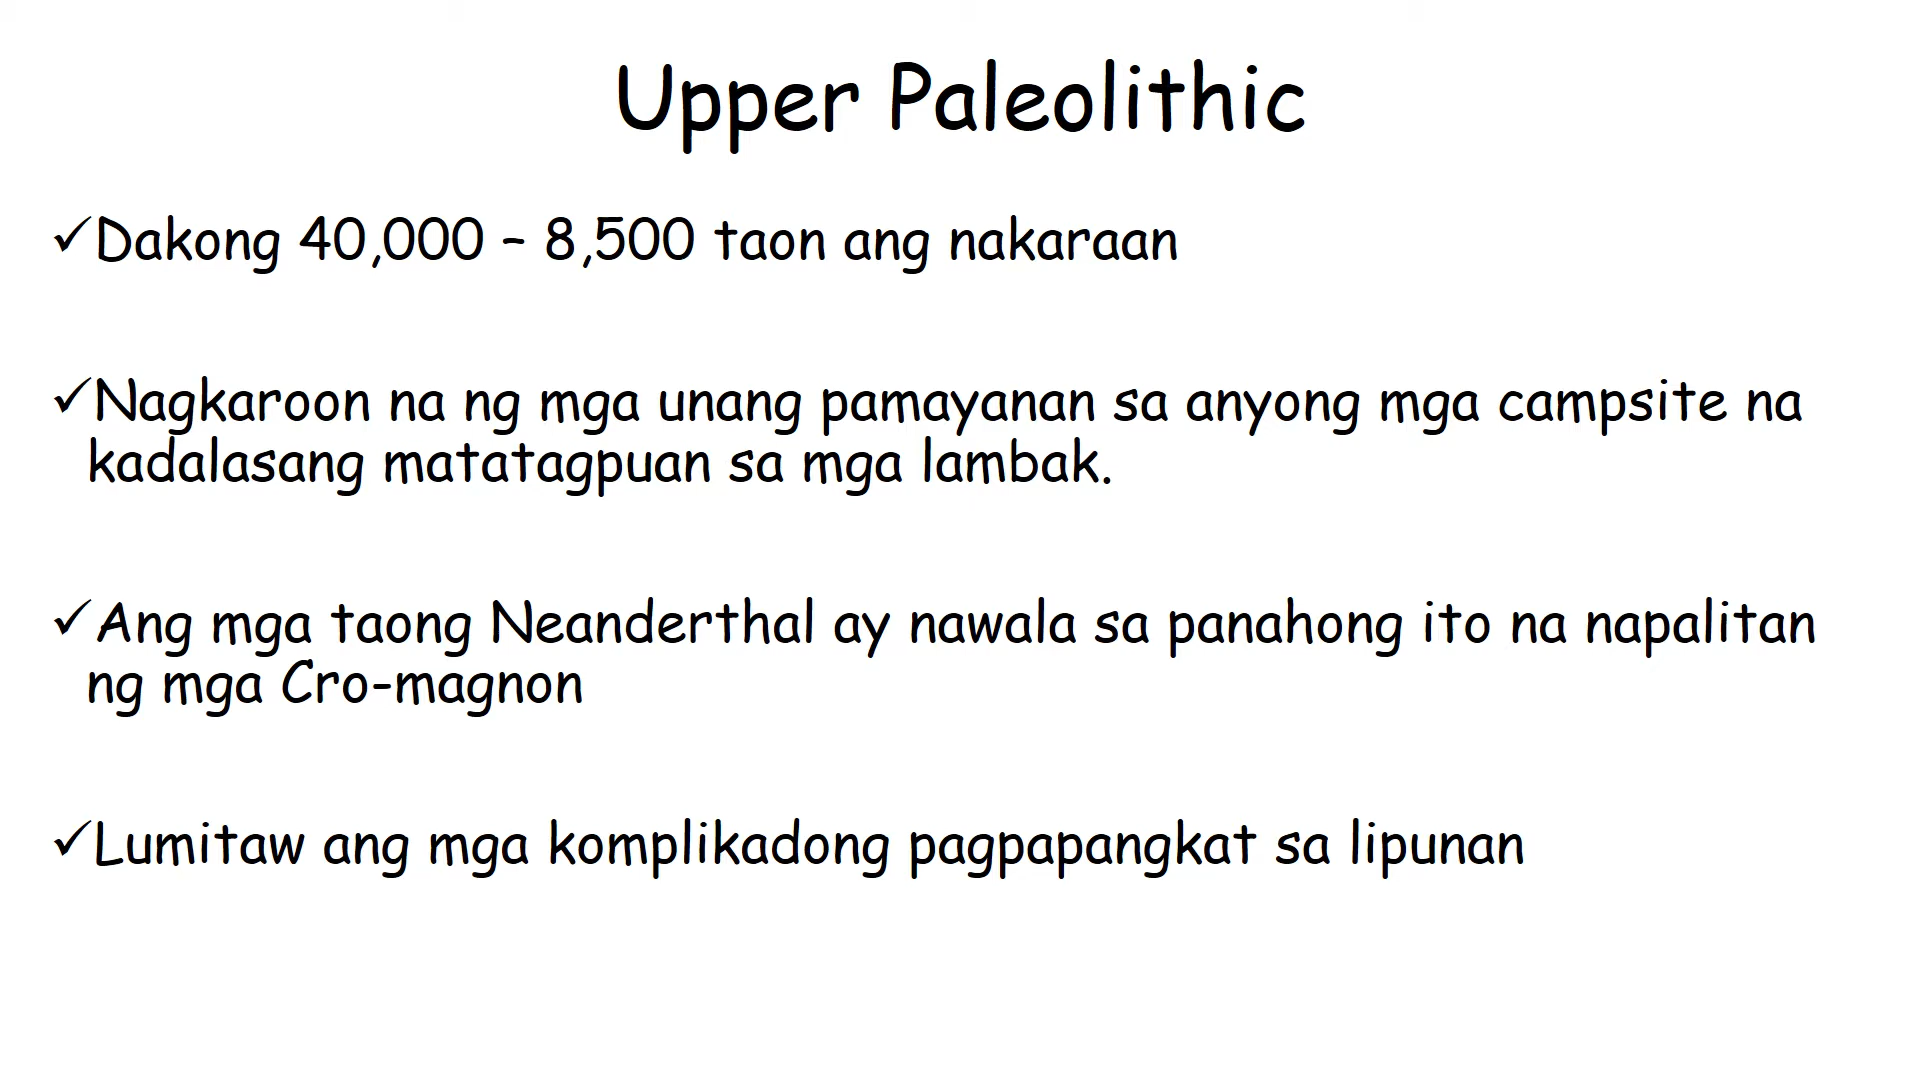 Upper Paleolithic
✓Dakong 40,000 – 8,500 taon ang nakaraan
✓Nagkaroon na ng mga unang pamayanan sa anyong mga campsite na
kadalasang matatagpuan sa mga lambak.
✓Ang mga taong Neanderthal ay nawala sa panahong ito na napalitan
ng mga Cro-magnon
✓Lumitaw ang mga komplikadong pagpapangkat sa lipunan